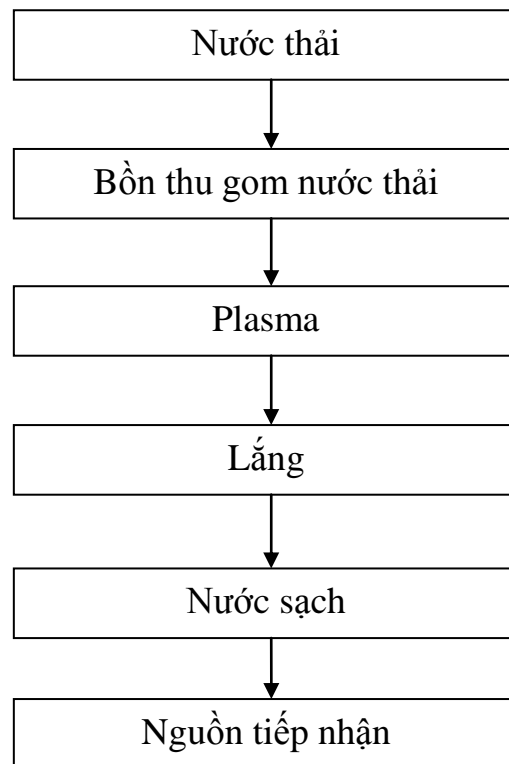 Nước thải
Bồn thu gom nước thải
Plasma
Lắng
Nước sạch
Nguồn tiếp nhận